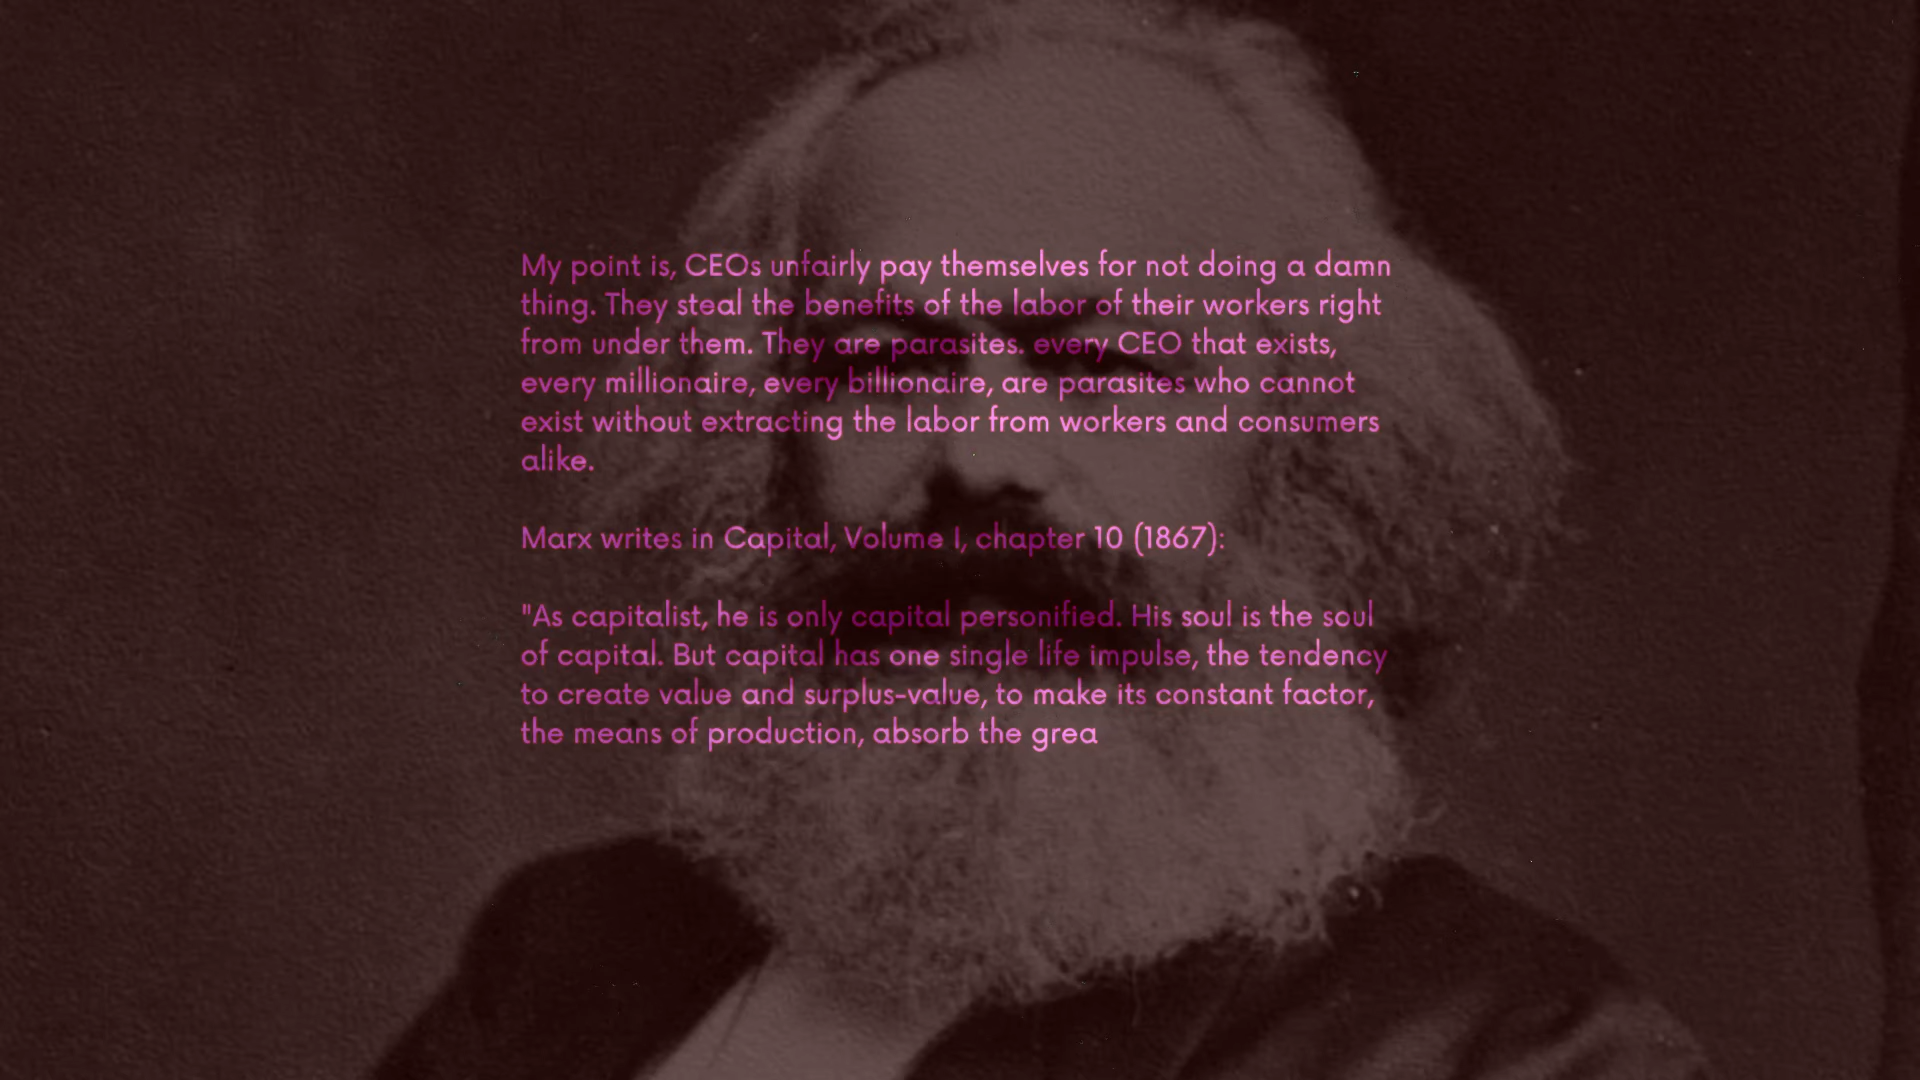 My point is, CEOs unfairly pay themselves for not doing a damn
thing. They steal the benefits of the labor of their workers right
from under them. They are parasites. every CEO that exists,
every millionaire, every billionaire, are parasites who cannot
exist without extracting the labor from workers and consumers
alike.
Marx writes in Capital, Volume I, chapter 10 (1867):
"As capitalist, he is only capital personified. His soul is the soul
of capital. But capital has one single life impulse, the tendency
to create value and surplus-value, to make its constant factor,
the means of production, absorb the grea